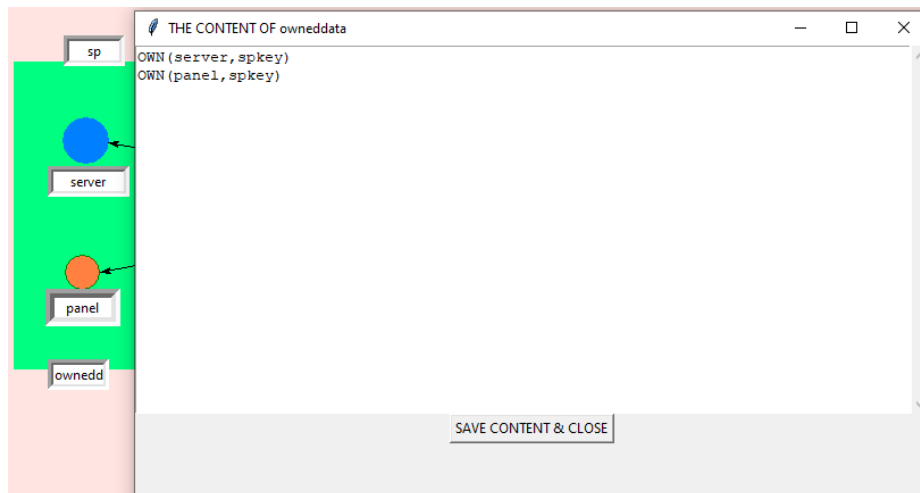 THE CONTENT OF owneddata
sp
OWN(server,spkey)
OWN(panel,spkey)
server
panel
ownedd
SAVE CONTENT & CLOSE